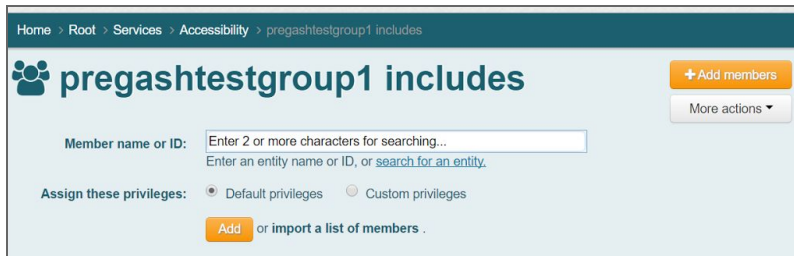 Home > Root > Services > Accessibility > pregashtestgroup1 includes
pregashtestgroup1 includes
+Add members
More actions
Member name or ID:
Enter 2 or more characters for searching...
Enter an entity name or ID, or search for an entity.
Assign these privileges:
Default privileges
Custom privileges
Add or import a list of members .